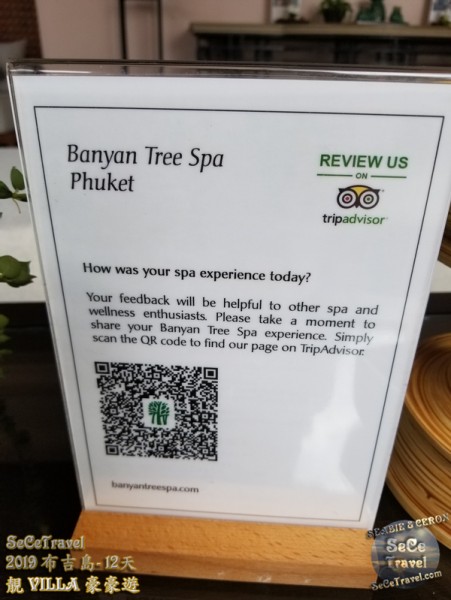 Banyan Tree Spa
Phuket
REVIEW US
ON
tripadvisor
How was your spa experience today?
Your feedback will be helpful to other spa and
wellness enthusiasts. Please take a moment to
share your Banyan Tree Spa experience. Simply
scan the QR code to find our page on TripAdvisor.
banyantreespa.com
SeCeTravel
2019 布吉島-12天
靚 VILLA 豪豪遊
SEABIE & CERON
SeCe
Travel
SeCeTravel.com